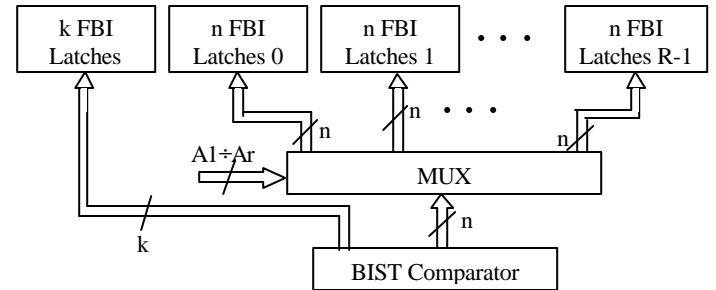 k FBI
Latches
n FBI
Latches 0
n FBI
Latches 1
• • •
n FBI
Latches R-1
n
n
• • •
n
A1÷Ar
MUX
k
n
BIST Comparator